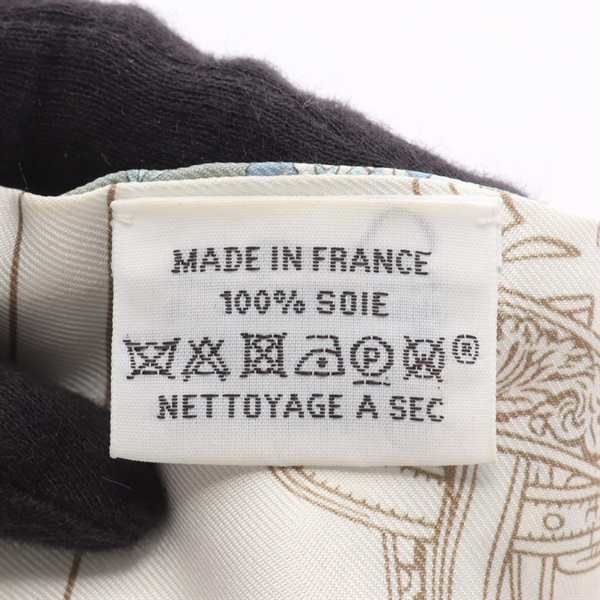 MADE IN FRANCE
100% SOIE
P ®
NETTOYAGE A SEC